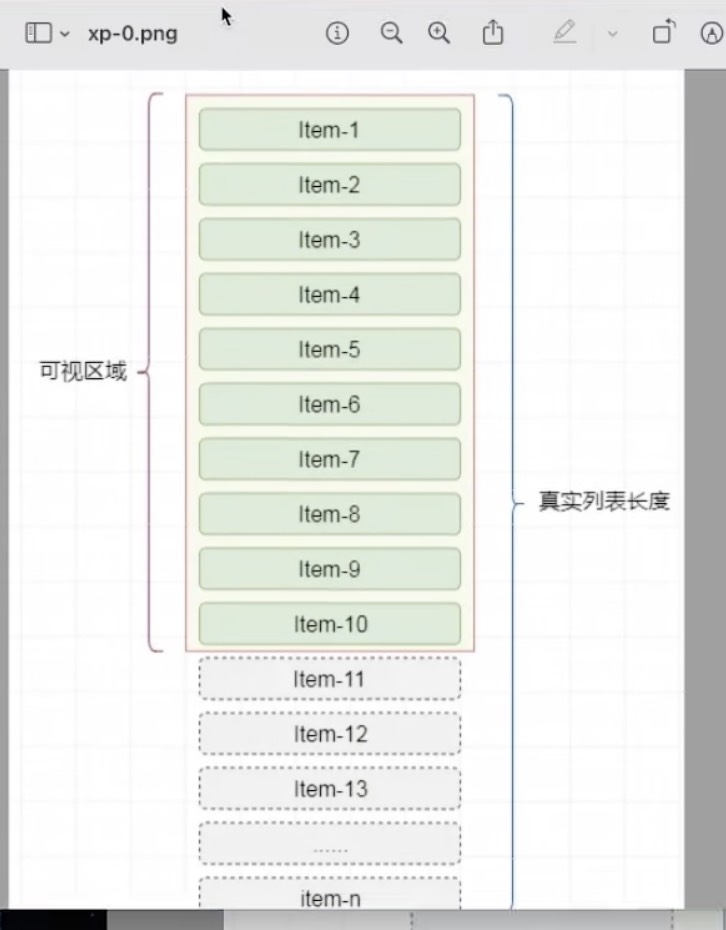 xp-0.png
Item-1
Item-2
Item-3
Item-4
Item-5
可视区域
Item-6
Item-7
Item-8
真实列表长度
Item-9
Item-10
Item-11
Item-12
Item-13
......
item-n